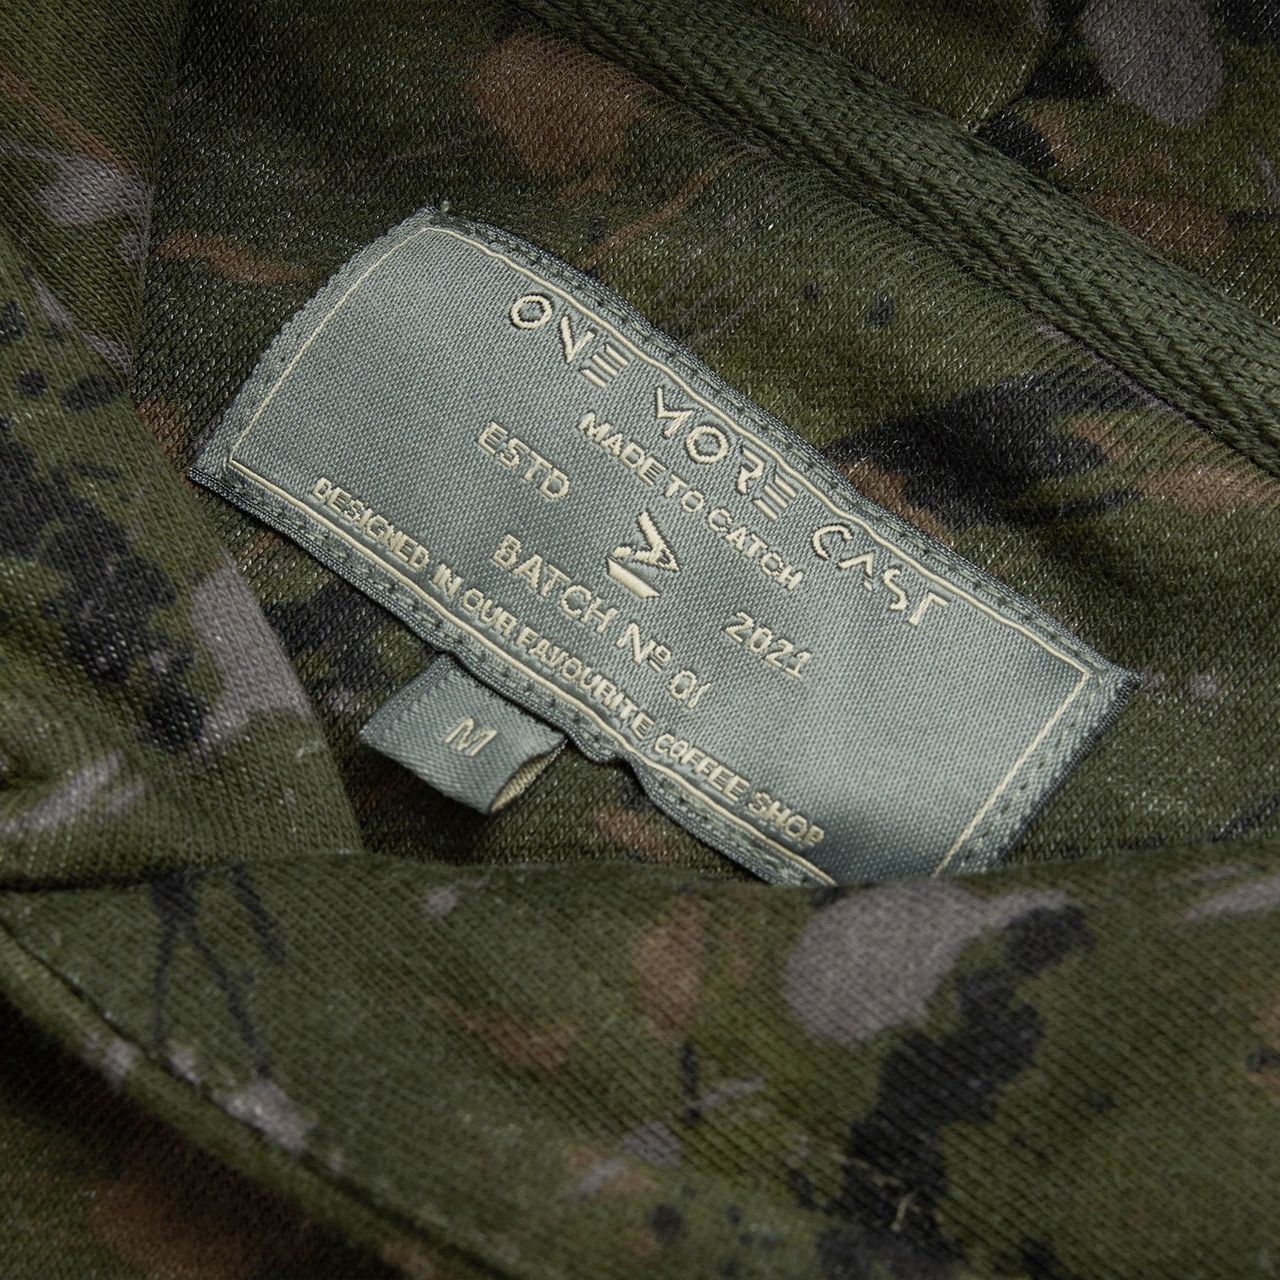 ONE MORE CAST
MADE TO CATCH
ESTD 2021
BATCH Nº 01
DESIGNED IN OUR FAVOURITE COFFEE SHOP
M